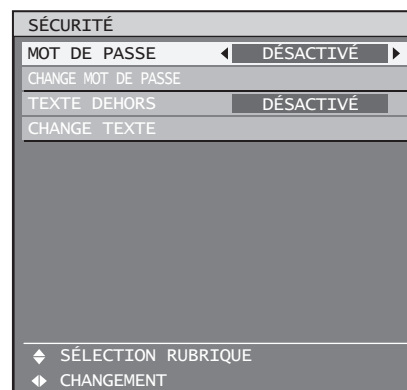 SÉCURITÉ
MOT DE PASSE DÉSACTIVÉ
CHANGE MOT DE PASSE
TEXTE DEHORS DÉSACTIVÉ
CHANGE TEXTE
SÉLECTION RUBRIQUE
CHANGEMENT